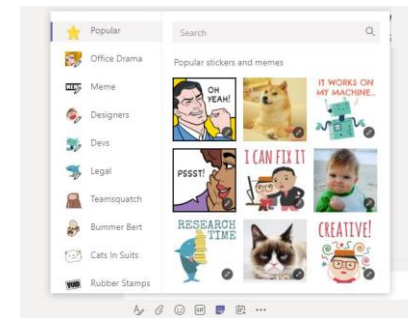 Popular
Office Drama
Meme
Designers
Devs
Legal
Teamsquatch
Bummer Bert
Cats In Suits
Rubber Stamps
Search
Popular stickers and memes
OH
YEAH!
IT WORKS ON
MY MACHINE...
PSSST!
I CAN FIX IT
RESEARCH
TIME
CREATIVE!
GIF